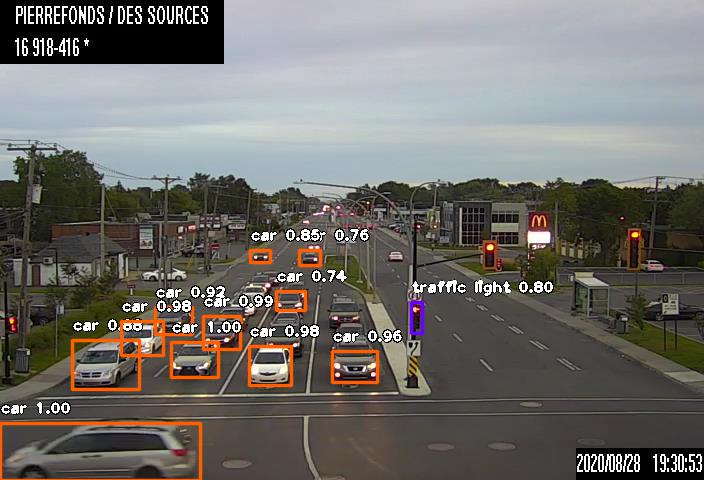 PIERREFONDS / DES SOURCES
16 918-416 *
car 0.85
r 0.76
car 0.74
traffic light 0.80
car 0.92
car 0.98
0.99
car 0.88
car 1.00
car 0.98
car 0.96
car 1.00
2020/08/28 19:30:53